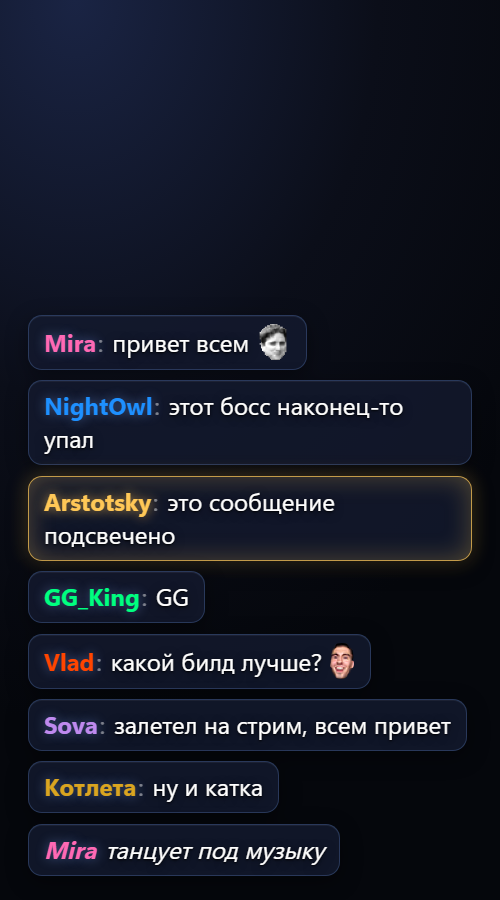 Mira: привет всем
NightOwl: этот босс наконец-то
упал
Arstotsky: это сообщение
подсвечено
GG_King: GG
Vlad: какой билд лучше?
Sova: залетел на стрим, всем привет
Котлета: ну и катка
Mira танцует под музыку